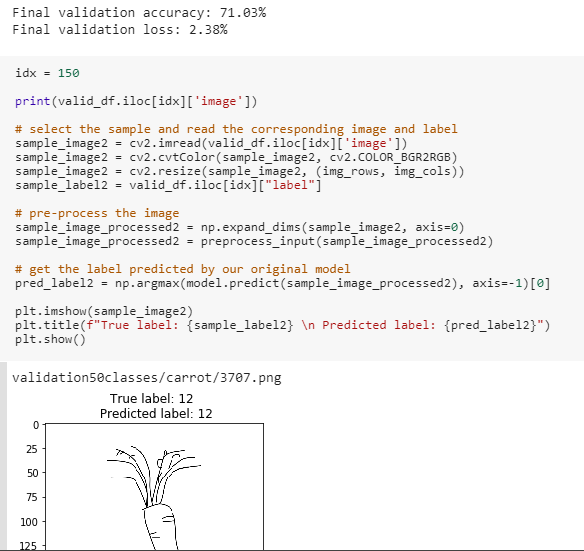 Final validation accuracy: 71.03%
Final validation loss: 2.38%
idx = 150
print(valid_df.iloc[idx]['image'])
# select the sample and read the corresponding image and label
sample_image2 = cv2.imread(valid_df.iloc[idx]['image'])
sample_image2 = cv2.cvtColor(sample_image2, cv2.COLOR_BGR2RGB)
sample_image2 = cv2.resize(sample_image2, (img_rows, img_cols))
sample_label2 = valid_df.iloc[idx]["label"]
# pre-process the image
sample_image_processed2 = np.expand_dims(sample_image2, axis=0)
sample_image_processed2 = preprocess_input(sample_image_processed2)
# get the label predicted by our original model
pred_label2 = np.argmax(model.predict(sample_image_processed2), axis=-1)[0]
plt.imshow(sample_image2)
plt.title(f"True label: {sample_label2} \n Predicted label: {pred_label2}")
plt.show()
validation50classes/carrot/3707.png
True label: 12
Predicted label: 12
0
25
50
75
100
125